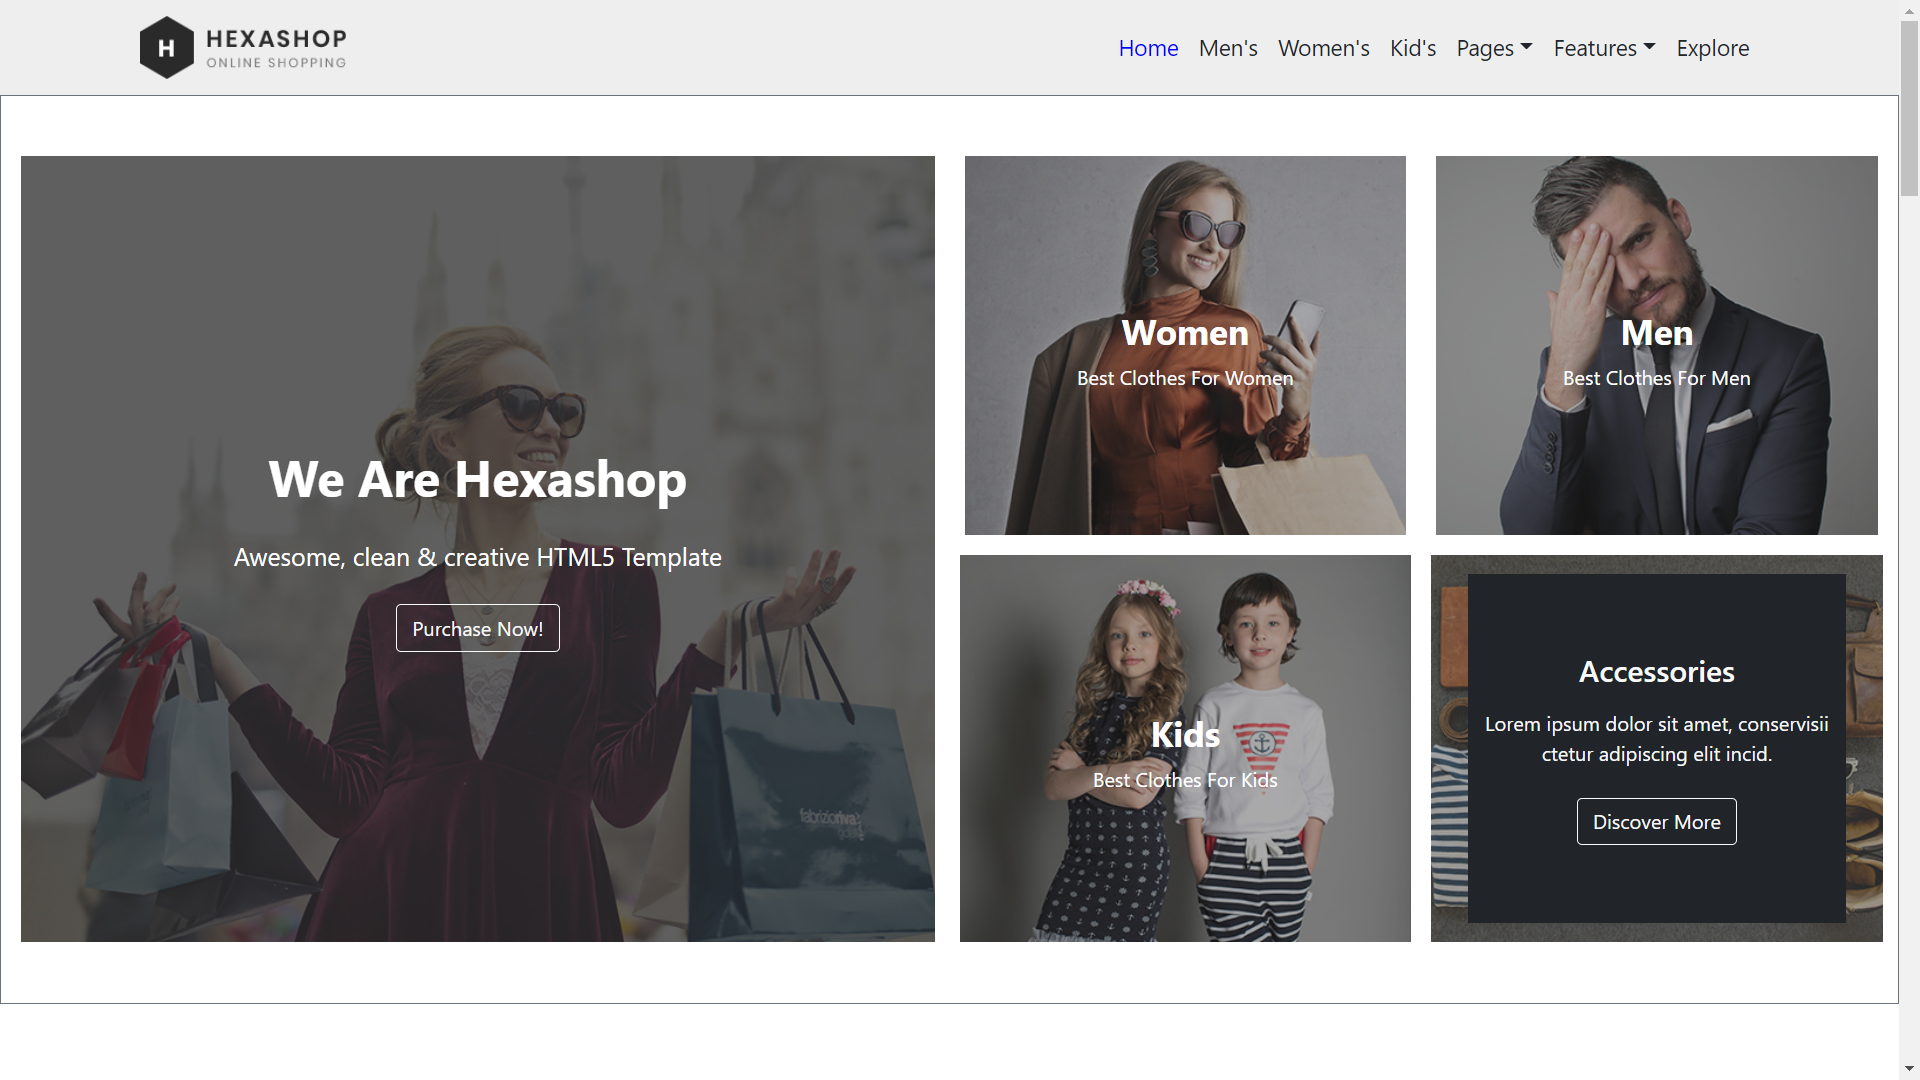 H
HEXASHOP
ONLINE SHOPPING
Home Men's Women's Kid's Pages Features Explore
We Are Hexashop
Awesome, clean & creative HTML5 Template
Purchase Now!
fabrizioriva
Women
Best Clothes For Women
Men
Best Clothes For Men
Kids
Best Clothes For Kids
Accessories
Lorem ipsum dolor sit amet, conservisii
ctetur adipiscing elit incid.
Discover More